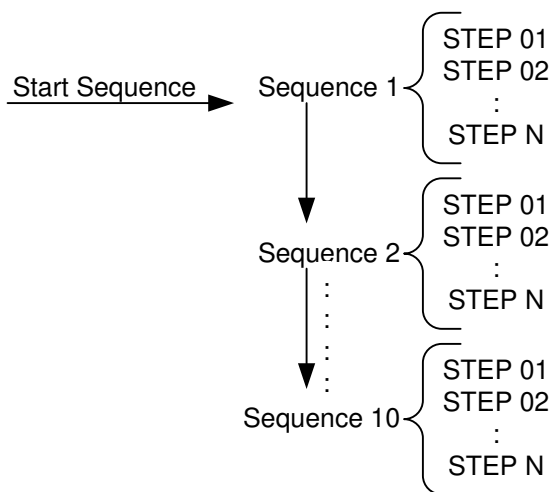 Start Sequence
Sequence 1
STEP 01
STEP 02
:
STEP N
Sequence 2
STEP 01
STEP 02
:
STEP N
Sequence 10
STEP 01
STEP 02
:
STEP N